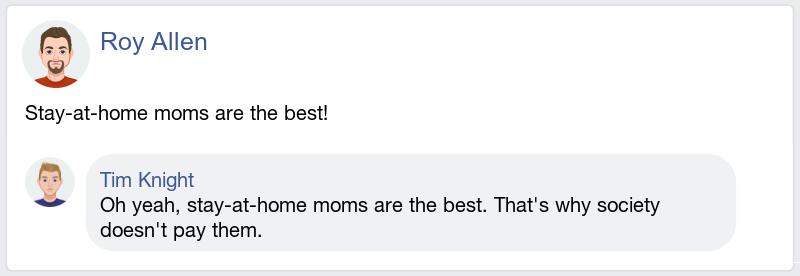 Roy Allen
Stay-at-home moms are the best!
Tim Knight
Oh yeah, stay-at-home moms are the best. That's why society
doesn't pay them.